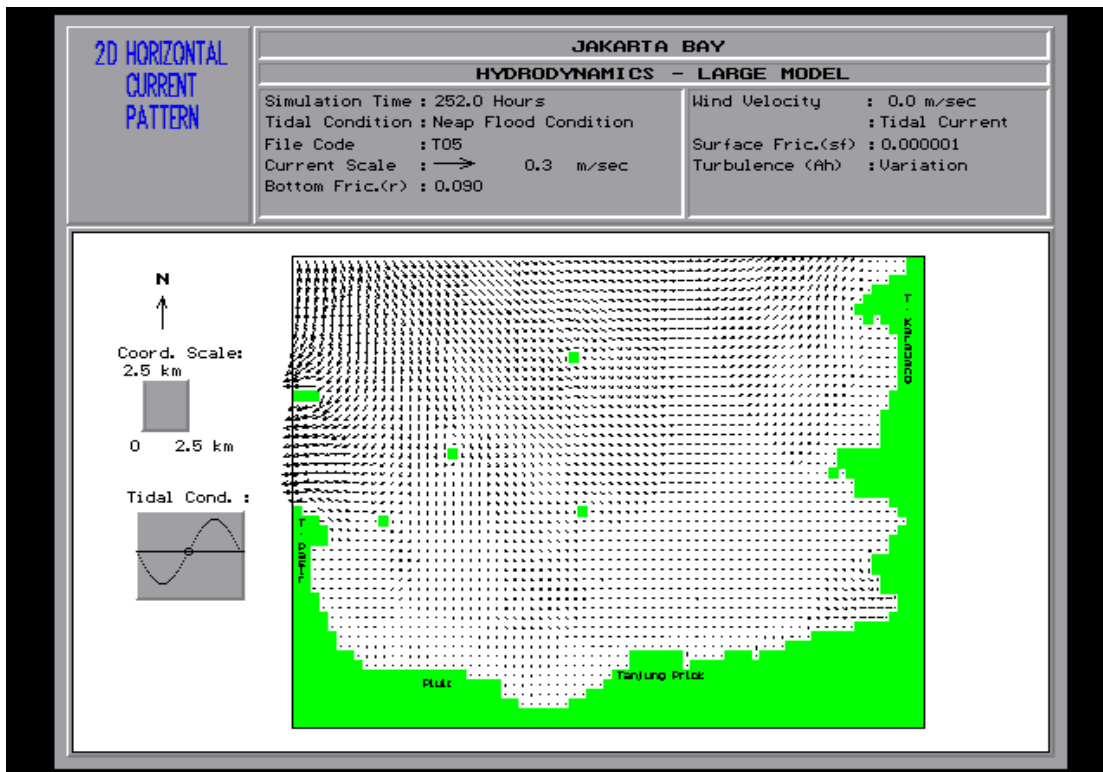 2D HORIZONTAL
CURRENT
PATTERN
JAKARTA BAY
HYDRODYNAMICS - LARGE MODEL
Simulation Time : 252.0 Hours
Tidal Condition : Neap Flood Condition
File Code : T05
Current Scale : 0.3 m/sec
Bottom Fric.(r) : 0.090
Wind Velocity : 0.0 m/sec
: Tidal Current
Surface Fric.(sf) : 0.000001
Turbulence (Ah) : Variation
N
Coord. Scale:
2.5 km
0 2.5 km
Tidal Cond. :
T.
T.
Pluit
Tanjung Priok